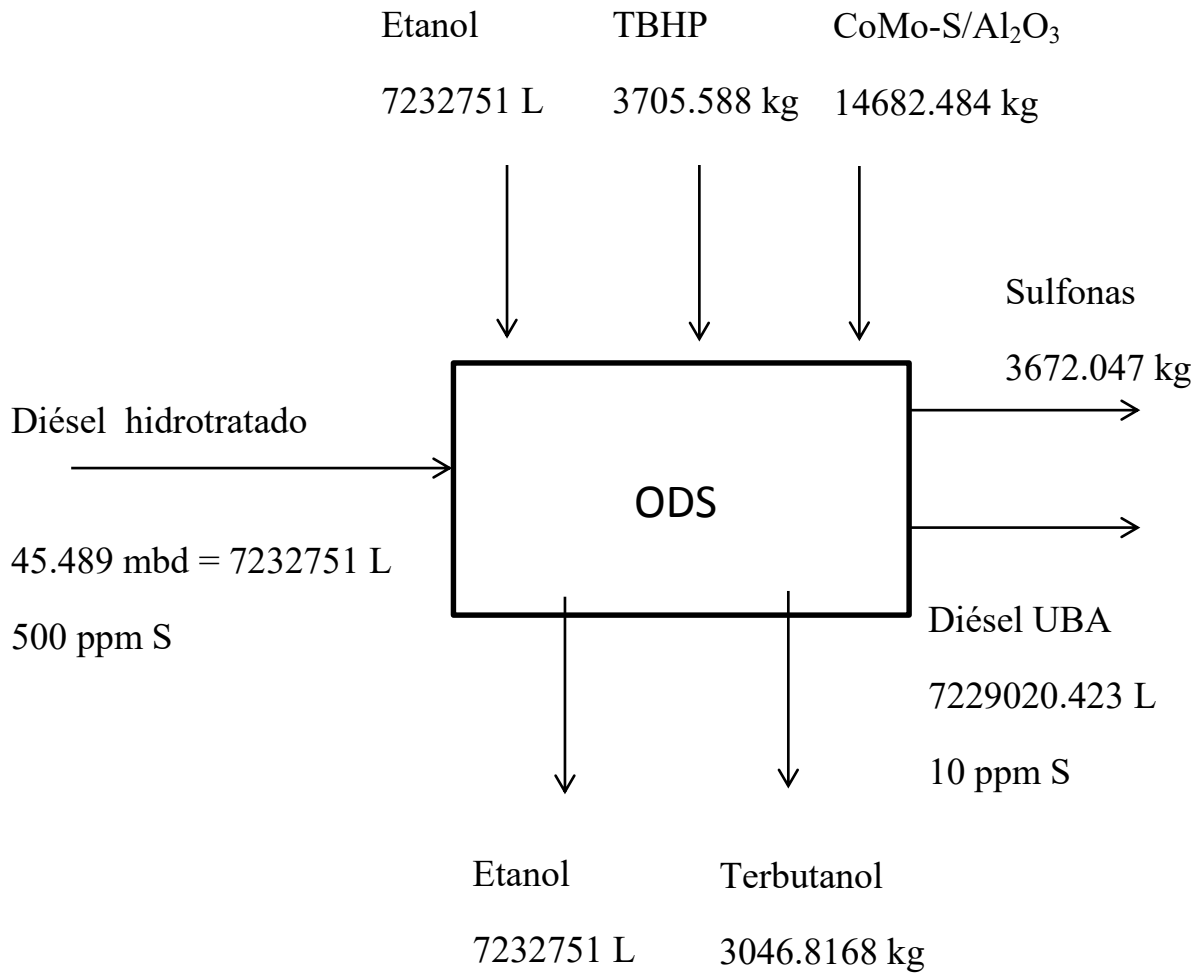 Etanol
7232751 L
TBHP
3705.588 kg
CoMo-S/Al₂O₃
14682.484 kg
Sulfonas
3672.047 kg
Diésel  hidrotratado
45.489 mbd = 7232751 L
500 ppm S
ODS
Diésel UBA
7229020.423 L
10 ppm S
Etanol
7232751 L
Terbutanol
3046.8168 kg